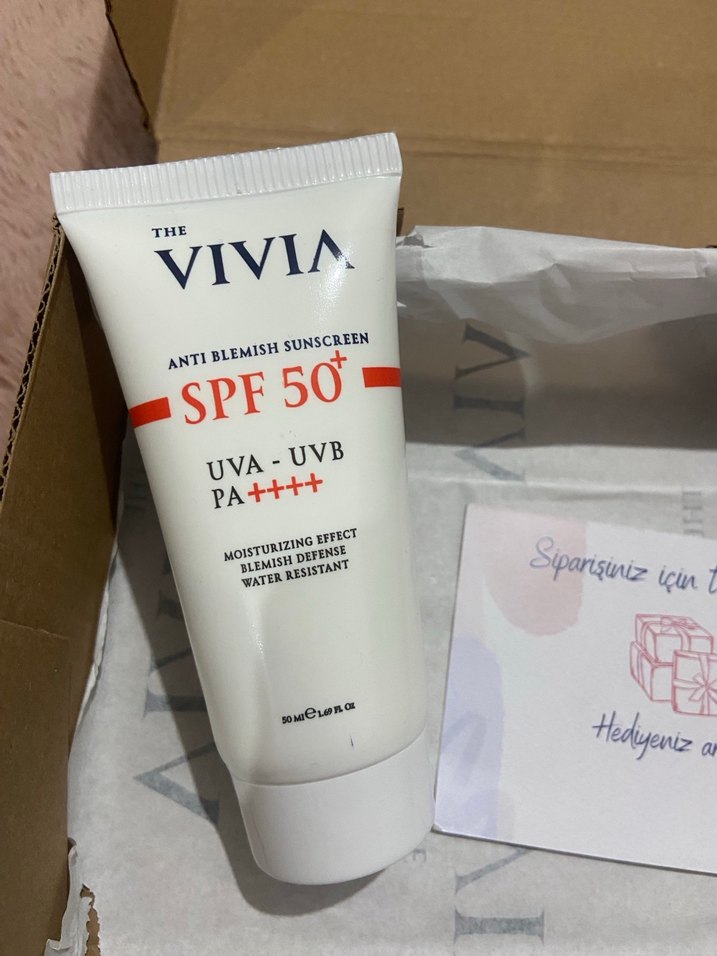 THE
VIVIA
ANTI BLEMISH SUNSCREEN
SPF 50+
UVA - UVB
PA++++
MOISTURIZING EFFECT
BLEMISH DEFENSE
WATER RESISTANT
50 Ml e 1.69 Fl Oz
Siparişiniz için
Hediyeniz